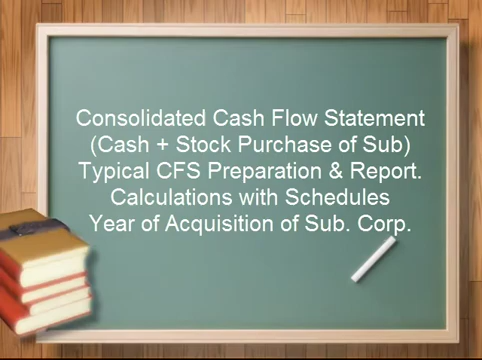 Consolidated Cash Flow Statement
(Cash + Stock Purchase of Sub)
Typical CFS Preparation & Report.
Calculations with Schedules
Year of Acquisition of Sub. Corp.